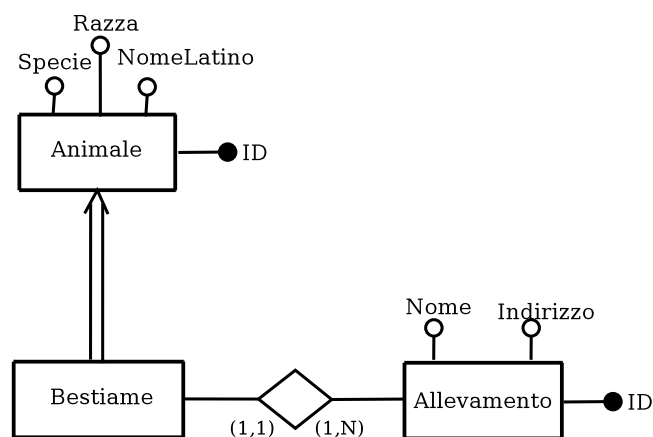 Razza
Specie
NomeLatino
Animale
ID
Nome
Indirizzo
Bestiame
Allevamento
ID
(1,1)
(1,N)